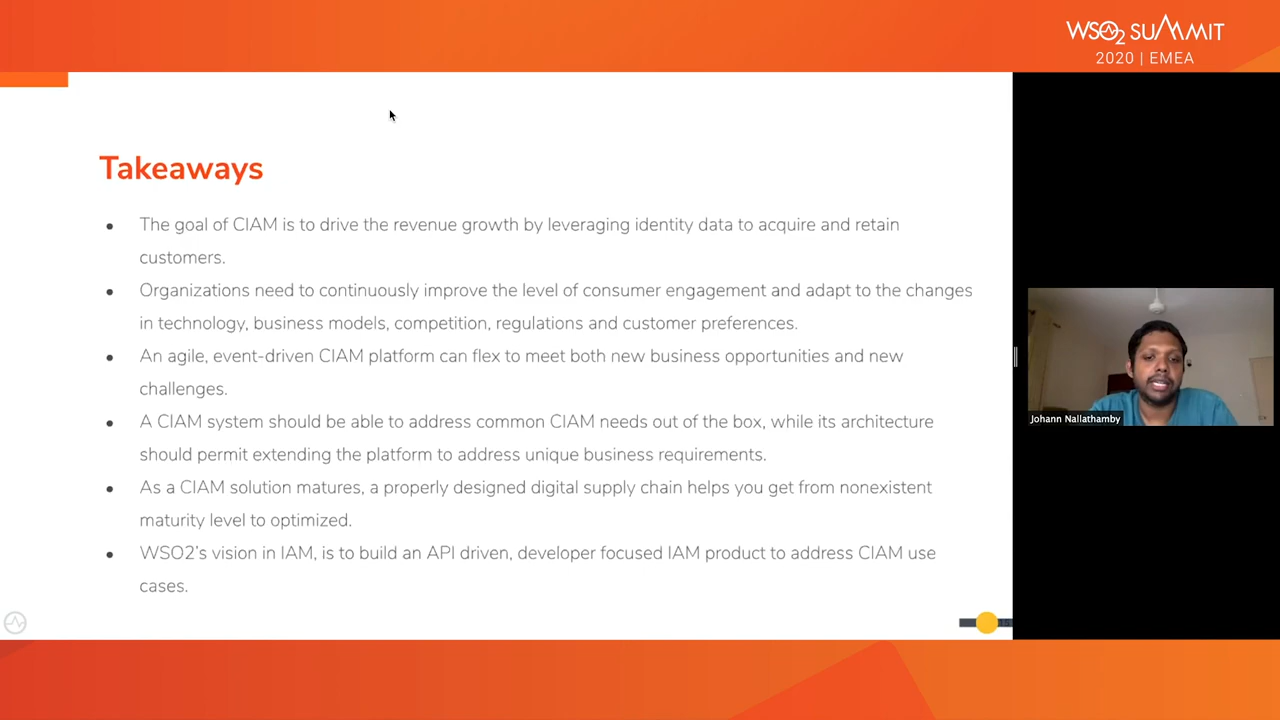 WSO2 SUMMIT
2020 | EMEA
Takeaways
● The goal of CIAM is to drive the revenue growth by leveraging identity data to acquire and retain
customers.
● Organizations need to continuously improve the level of consumer engagement and adapt to the changes
in technology, business models, competition, regulations and customer preferences.
● An agile, event-driven CIAM platform can flex to meet both new business opportunities and new
challenges.
● A CIAM system should be able to address common CIAM needs out of the box, while its architecture
should permit extending the platform to address unique business requirements.
● As a CIAM solution matures, a properly designed digital supply chain helps you get from nonexistent
maturity level to optimized.
● WSO2's vision in IAM, is to build an API driven, developer focused IAM product to address CIAM use
cases.
Johann Nallathamby